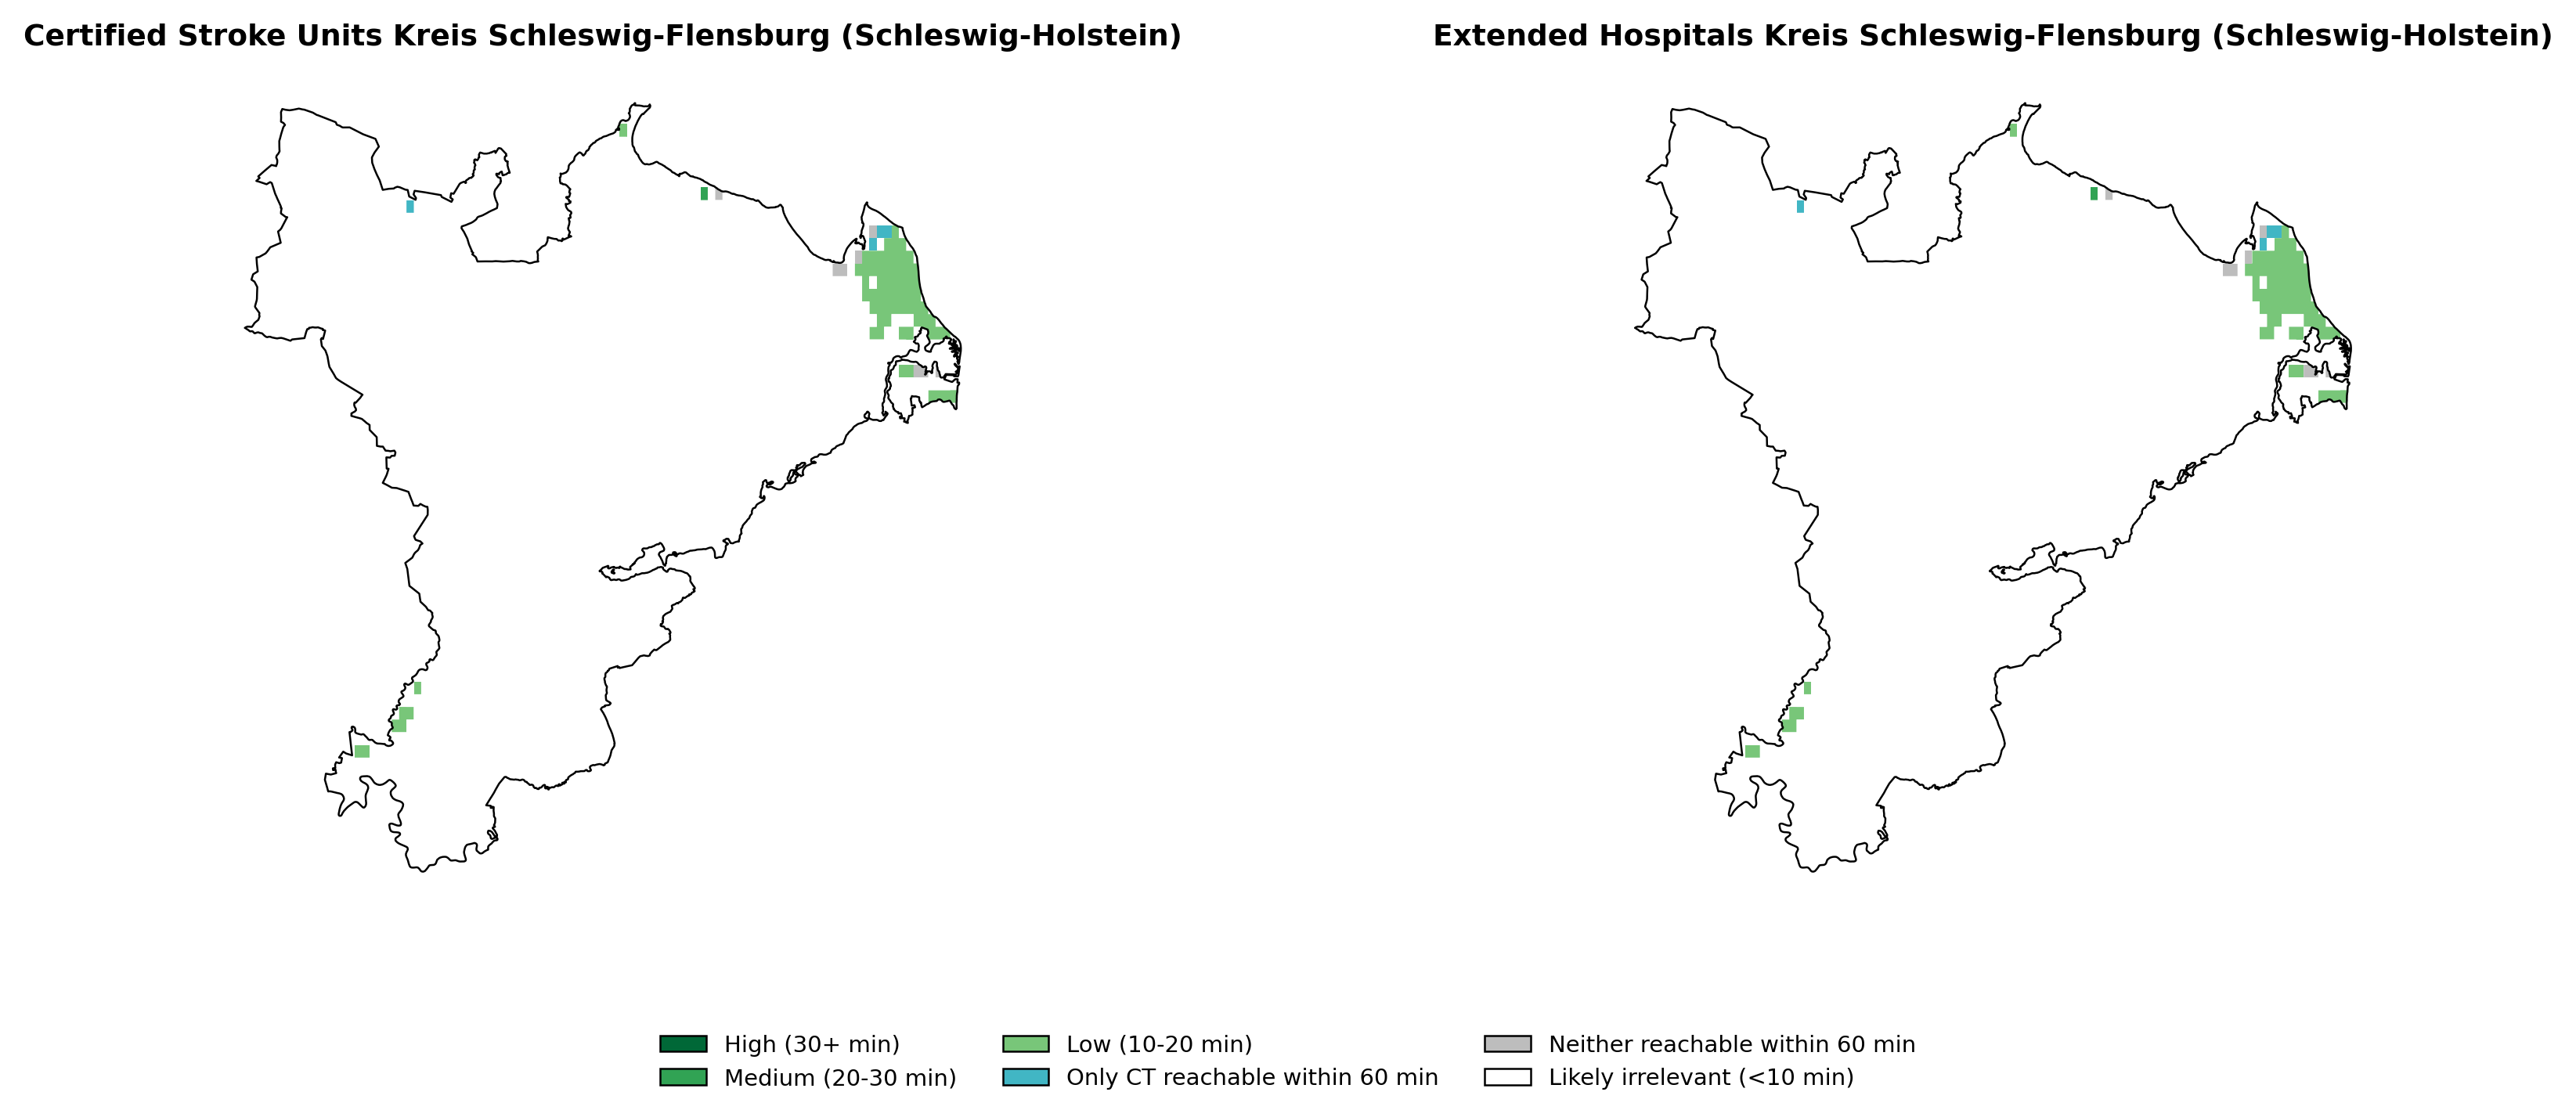 Certified Stroke Units Kreis Schleswig-Flensburg (Schleswig-Holstein)
Extended Hospitals Kreis Schleswig-Flensburg (Schleswig-Holstein)
High (30+ min)
Medium (20-30 min)
Low (10-20 min)
Only CT reachable within 60 min
Neither reachable within 60 min
Likely irrelevant (<10 min)